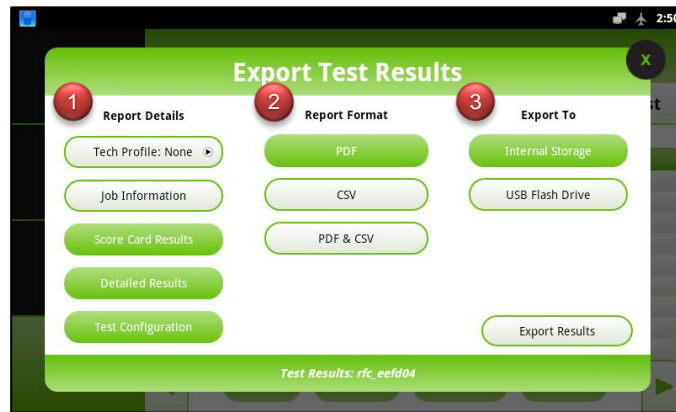 2:50
Export Test Results
X
1
2
3
Report Details
Report Format
Export To
Tech Profile: None
PDF
Internal Storage
Job Information
CSV
USB Flash Drive
Score Card Results
PDF & CSV
Detailed Results
Test Configuration
Export Results
Test Results: rfc_eefd04